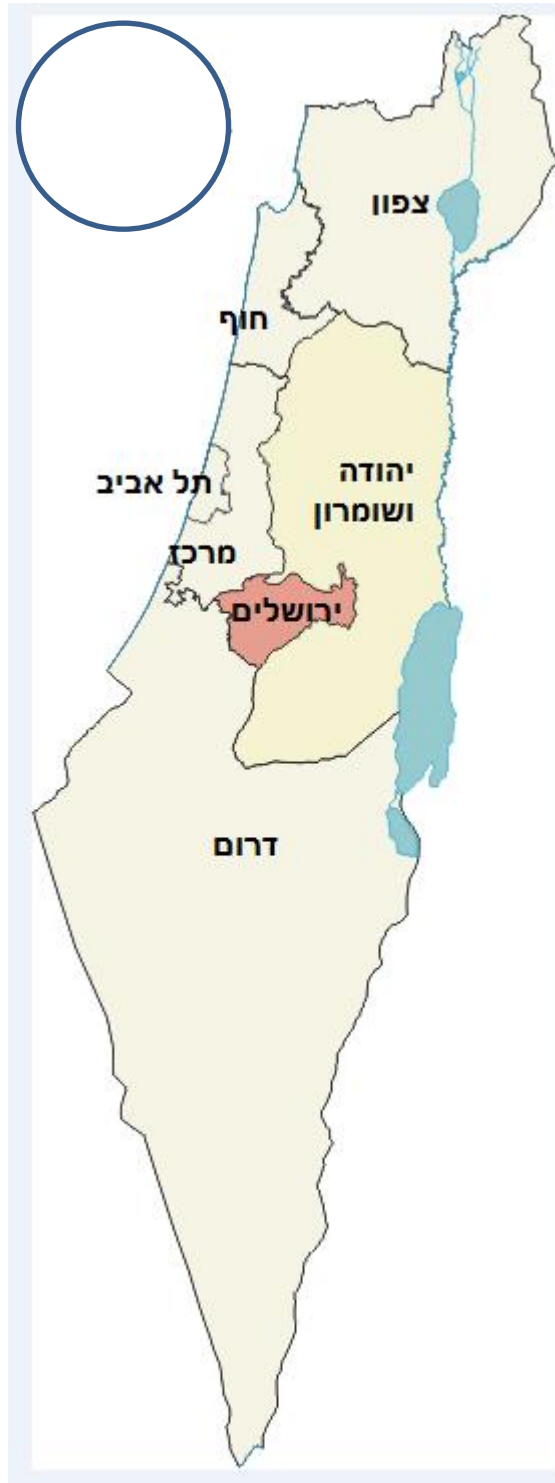 צפון
חוף
יהודה
ושומרון
תל אביב
מרכז
ירושלים
דרום